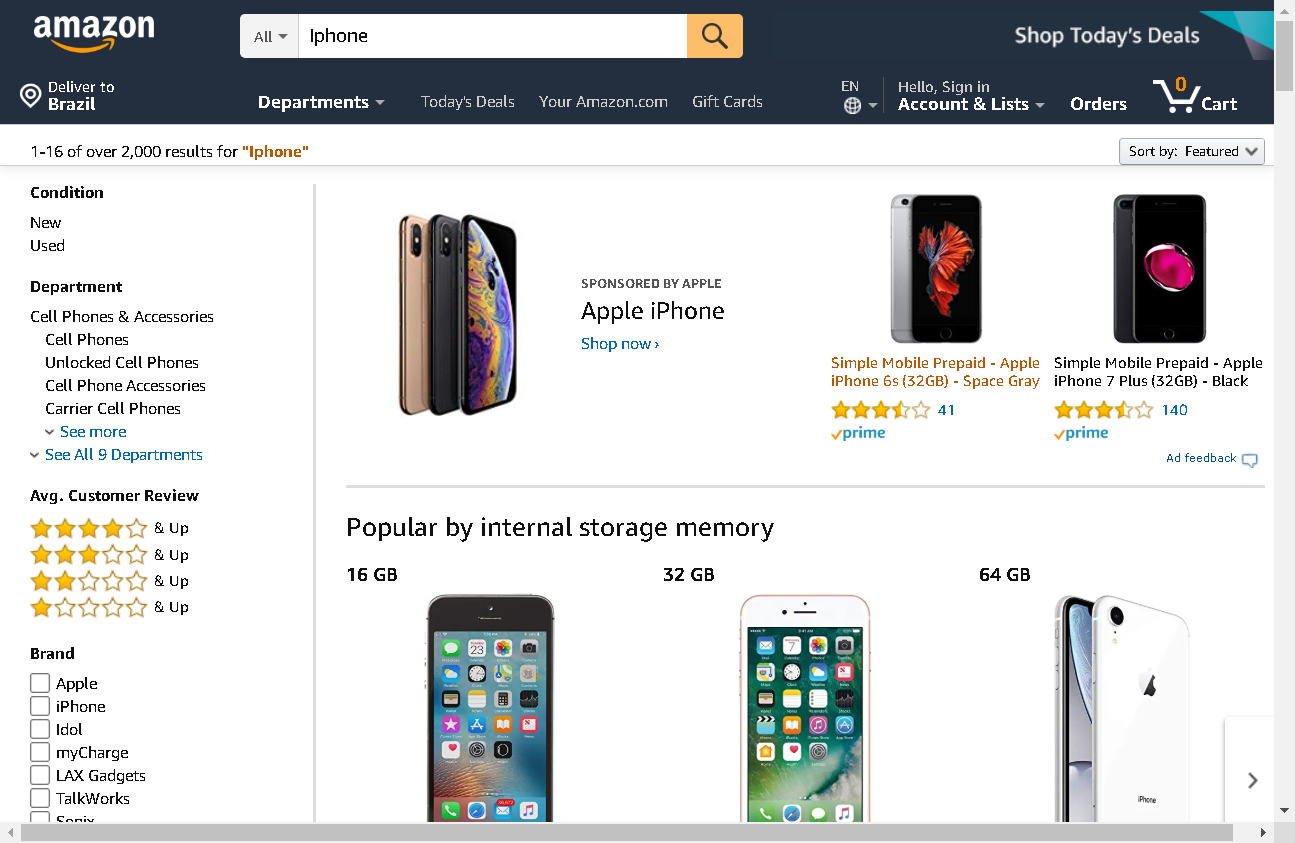 amazon
All
Iphone
Shop Today's Deals
Deliver to
Brazil
Departments
Today's Deals
Your Amazon.com
Gift Cards
EN
Hello, Sign in
Account & Lists
Orders
0
Cart
1-16 of over 2,000 results for "Iphone"
Sort by: Featured
Condition
New
Used
Department
Cell Phones & Accessories
Cell Phones
Unlocked Cell Phones
Cell Phone Accessories
Carrier Cell Phones
See more
See All 9 Departments
Avg. Customer Review
& Up
& Up
& Up
& Up
Brand
Apple
iPhone
Idol
myCharge
LAX Gadgets
TalkWorks
SPONSORED BY APPLE
Apple iPhone
Shop now ›
Simple Mobile Prepaid - Apple
iPhone 6s (32GB) - Space Gray
41
prime
Simple Mobile Prepaid - Apple
iPhone 7 Plus (32GB) - Black
140
prime
Ad feedback
Popular by internal storage memory
16 GB
32 GB
64 GB
23
7
iPhone